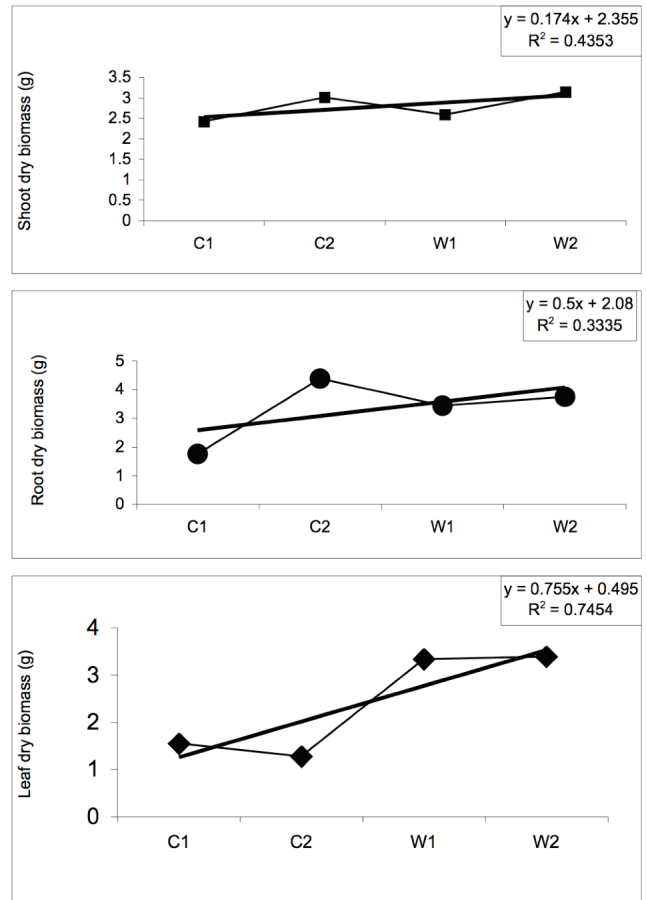 y = 0.174x + 2.355
R² = 0.4353
Shoot dry biomass (g)
3.5
3
2.5
2
1.5
1
0.5
0
C1 C2 W1 W2
y = 0.5x + 2.08
R² = 0.3335
Root dry biomass (g)
5
4
3
2
1
0
C1 C2 W1 W2
y = 0.755x + 0.495
R² = 0.7454
Leaf dry biomass (g)
4
3
2
1
0
C1 C2 W1 W2